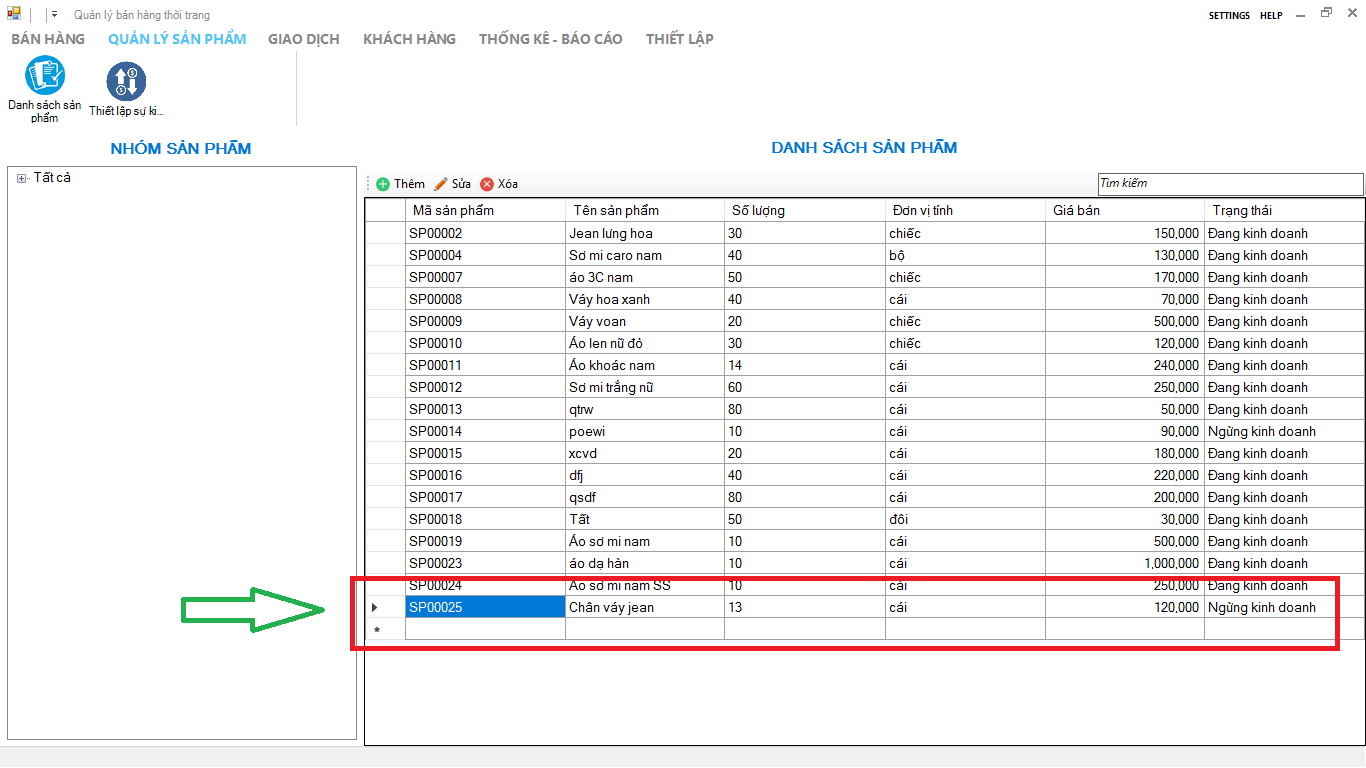 Quản lý bán hàng thời trang
SETTINGS HELP
BÁN HÀNG QUẢN LÝ SẢN PHẨM GIAO DỊCH KHÁCH HÀNG THỐNG KÊ - BÁO CÁO THIẾT LẬP
Danh sách sản phẩm
Thiết lập sự ki...
NHÓM SẢN PHẨM
Tất cả
DANH SÁCH SẢN PHẨM
Thêm Sửa Xóa
Tìm kiếm
Mã sản phẩm Tên sản phẩm Số lượng Đơn vị tính Giá bán Trạng thái
SP00002 Jean lưng hoa 30 chiếc 150,000 Đang kinh doanh
SP00004 Sơ mi caro nam 40 bộ 130,000 Đang kinh doanh
SP00007 áo 3C nam 50 chiếc 170,000 Đang kinh doanh
SP00008 Váy hoa xanh 40 cái 70,000 Đang kinh doanh
SP00009 Váy voan 20 chiếc 500,000 Đang kinh doanh
SP00010 Áo len nữ đỏ 30 chiếc 120,000 Đang kinh doanh
SP00011 Áo khoác nam 14 cái 240,000 Đang kinh doanh
SP00012 Sơ mi trắng nữ 60 cái 250,000 Đang kinh doanh
SP00013 qtrw 80 cái 50,000 Đang kinh doanh
SP00014 poewi 10 cái 90,000 Ngừng kinh doanh
SP00015 xcvd 20 cái 180,000 Đang kinh doanh
SP00016 dfj 40 cái 220,000 Đang kinh doanh
SP00017 qsdf 80 cái 200,000 Đang kinh doanh
SP00018 Tất 50 đôi 30,000 Đang kinh doanh
SP00019 Áo sơ mi nam 10 cái 500,000 Đang kinh doanh
SP00023 áo dạ hàn 10 cái 1,000,000 Đang kinh doanh
SP00024 Áo sơ mi nam SS 10 cái 250,000 Đang kinh doanh
SP00025 Chân váy jean 13 cái 120,000 Ngừng kinh doanh